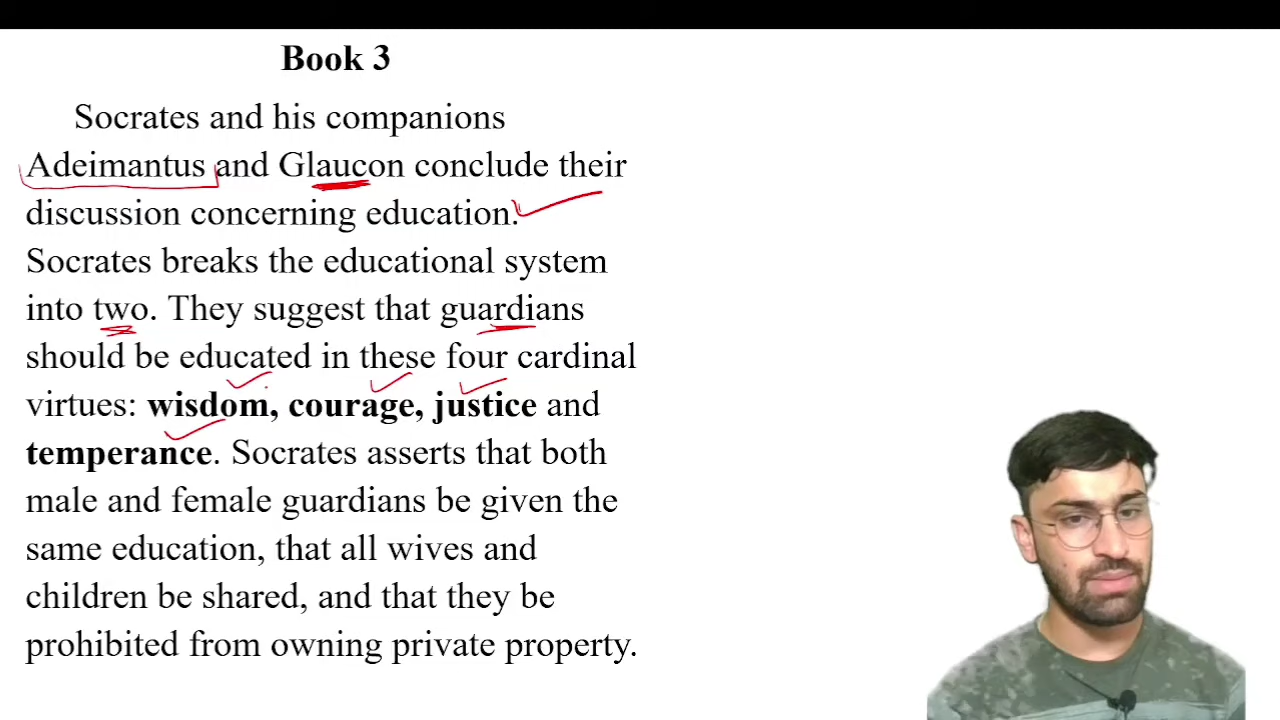 Book 3
Socrates and his companions
Adeimantus and Glaucon conclude their
discussion concerning education.
Socrates breaks the educational system
into two. They suggest that guardians
should be educated in these four cardinal
virtues: wisdom, courage, justice and
temperance. Socrates asserts that both
male and female guardians be given the
same education, that all wives and
children be shared, and that they be
prohibited from owning private property.